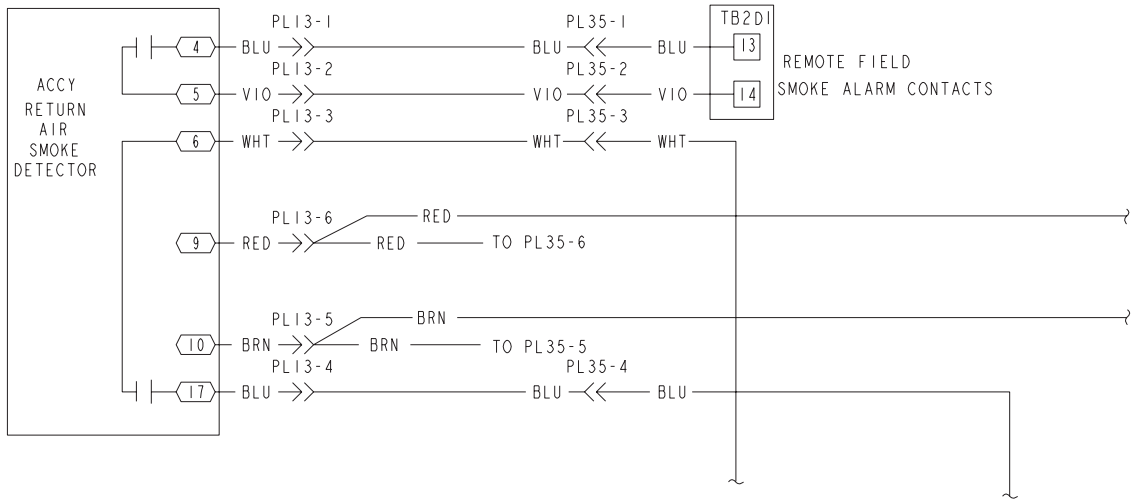 PL13-1
PL35-1
TB2D1
4
BLU
BLU
BLU
13
REMOTE FIELD
SMOKE ALARM CONTACTS
PL13-2
PL35-2
ACCY
RETURN
AIR
SMOKE
DETECTOR
5
VIO
VIO
VIO
14
PL13-3
PL35-3
6
WHT
WHT
WHT
PL13-6
RED
9
RED
RED
TO PL35-6
PL13-5
BRN
10
BRN
BRN
TO PL35-5
PL13-4
PL35-4
17
BLU
BLU
BLU